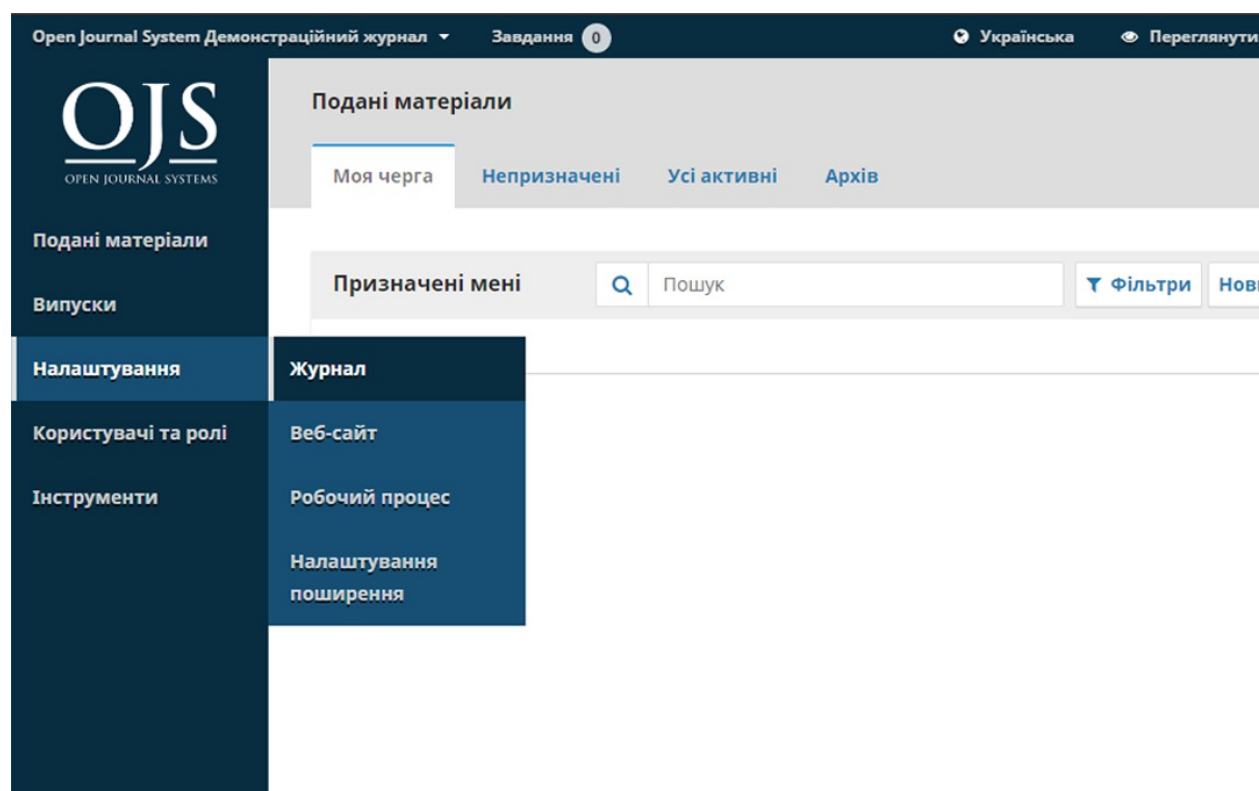 Open Journal System Демонстраційний журнал Завдання 0 Українська Переглянути
OJS
OPEN JOURNAL SYSTEMS
Подані матеріали
Моя черга Непризначені Усі активні Архів
Подані матеріали
Випуски
Налаштування
Користувачі та ролі
Інструменти
Журнал
Веб-сайт
Робочий процес
Налаштування
поширення
Призначені мені Пошук Фільтри